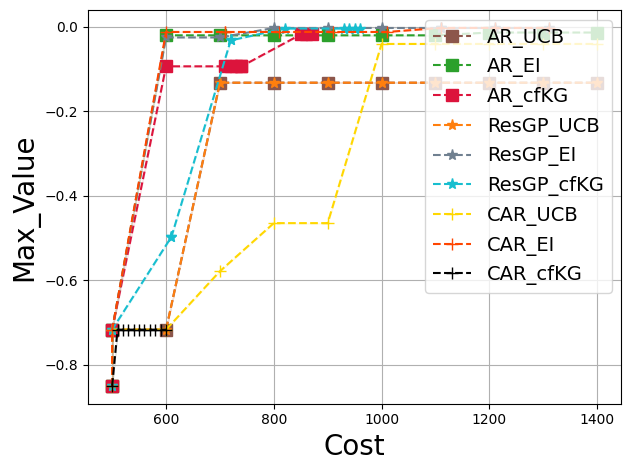 0.0
−0.2
−0.4
−0.6
−0.8
Max_Value
600
800
1000
1200
1400
Cost
AR_UCB
AR_EI
AR_cfKG
ResGP_UCB
ResGP_EI
ResGP_cfKG
CAR_UCB
CAR_EI
CAR_cfKG